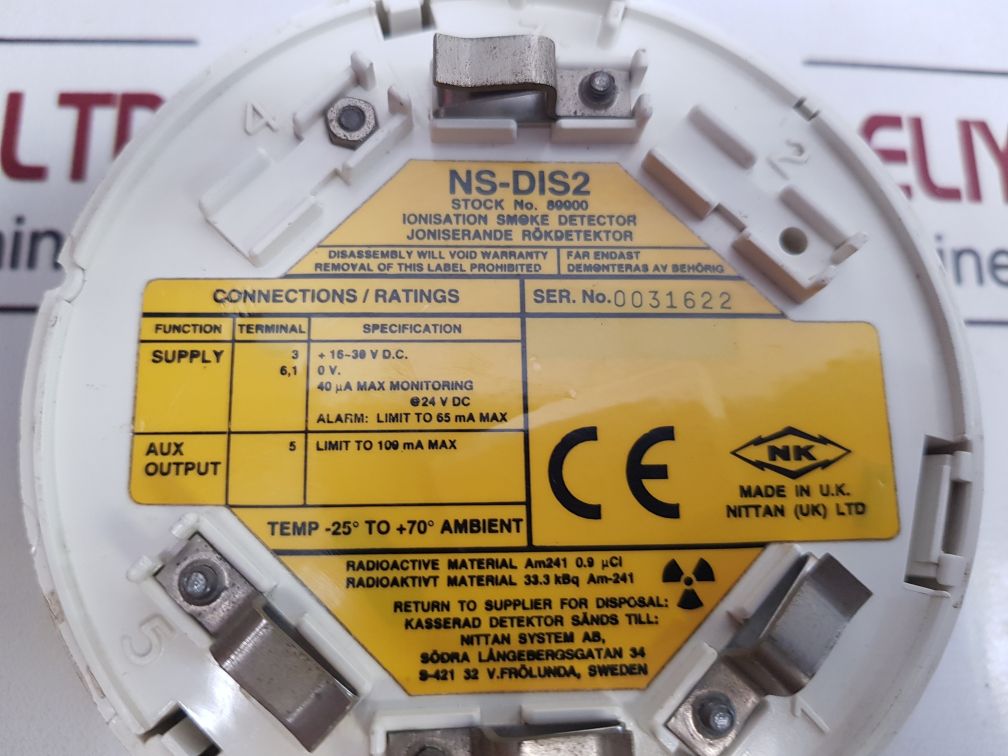 LTD
ELIY
hin
ine
4
2
NS-DIS2
STOCK No. 89900
IONISATION SMOKE DETECTOR
JONISERANDE RÖKDETEKTOR
DISASSEMBLY WILL VOID WARRANTY
REMOVAL OF THIS LABEL PROHIBITED
FAR ENDAST
DEMONTERAS AV BEHÖRIG
CONNECTIONS / RATINGS
SER. No. 0031622
FUNCTION TERMINAL SPECIFICATION
SUPPLY 3 + 16-30 V D.C.
6,1 0 V.
40 µA MAX MONITORING
@24 V DC
ALARM: LIMIT TO 65 mA MAX
AUX OUTPUT 5 LIMIT TO 100 mA MAX
TEMP -25° TO +70° AMBIENT
CE
NK
MADE IN U.K.
NITTAN (UK) LTD
RADIOACTIVE MATERIAL Am241 0.9 µCi
RADIOAKTIVT MATERIAL 33.3 kBq Am-241
RETURN TO SUPPLIER FOR DISPOSAL:
KASSERAD DETEKTOR SÄNDS TILL:
NITTAN SYSTEM AB,
SÖDRA LÅNGEBERGSGATAN 34
S-421 32 V.FRÖLUNDA, SWEDEN
5
1